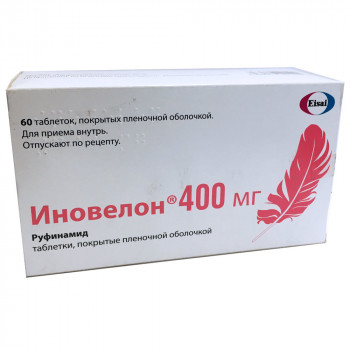 Eisai
60 таблеток, покрытых пленочной оболочкой.
Для приема внутрь.
Отпускают по рецепту.
Иновелон® 400 мг
Руфинамид
таблетки, покрытые пленочной оболочкой